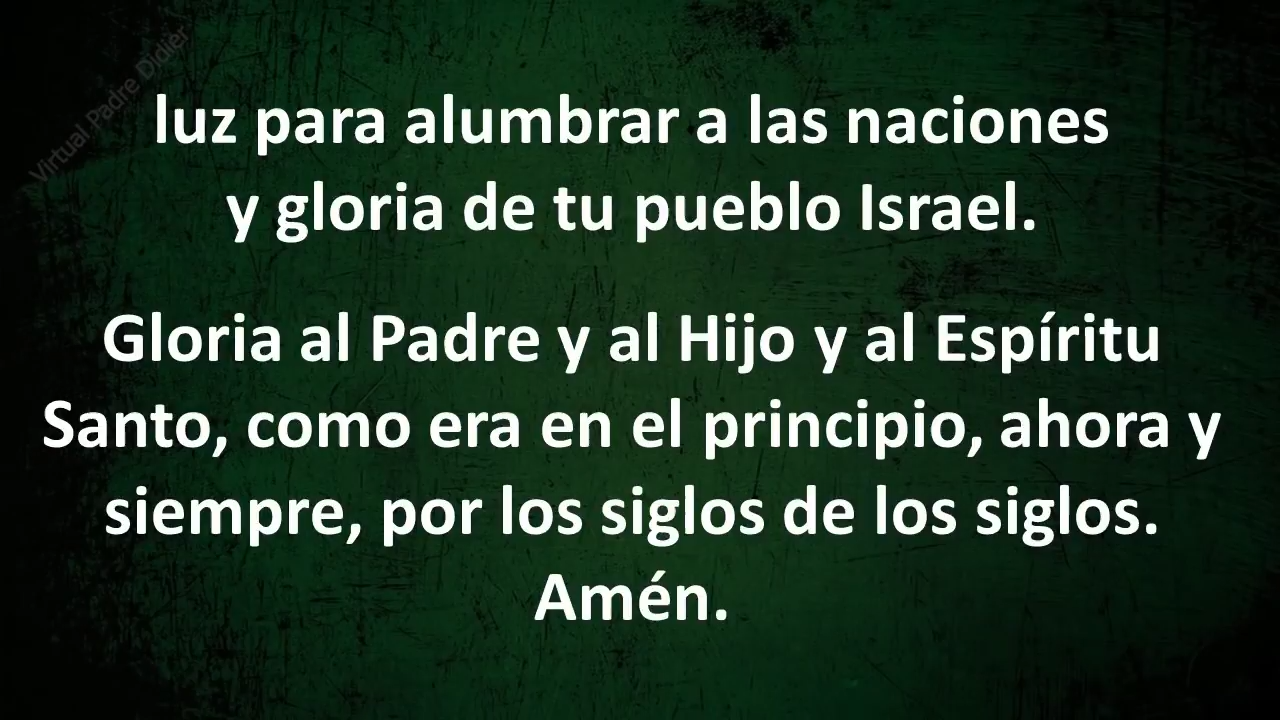 Virtual Padre Didier
luz para alumbrar a las naciones
y gloria de tu pueblo Israel.
Gloria al Padre y al Hijo y al Espíritu
Santo, como era en el principio, ahora y
siempre, por los siglos de los siglos.
Amén.